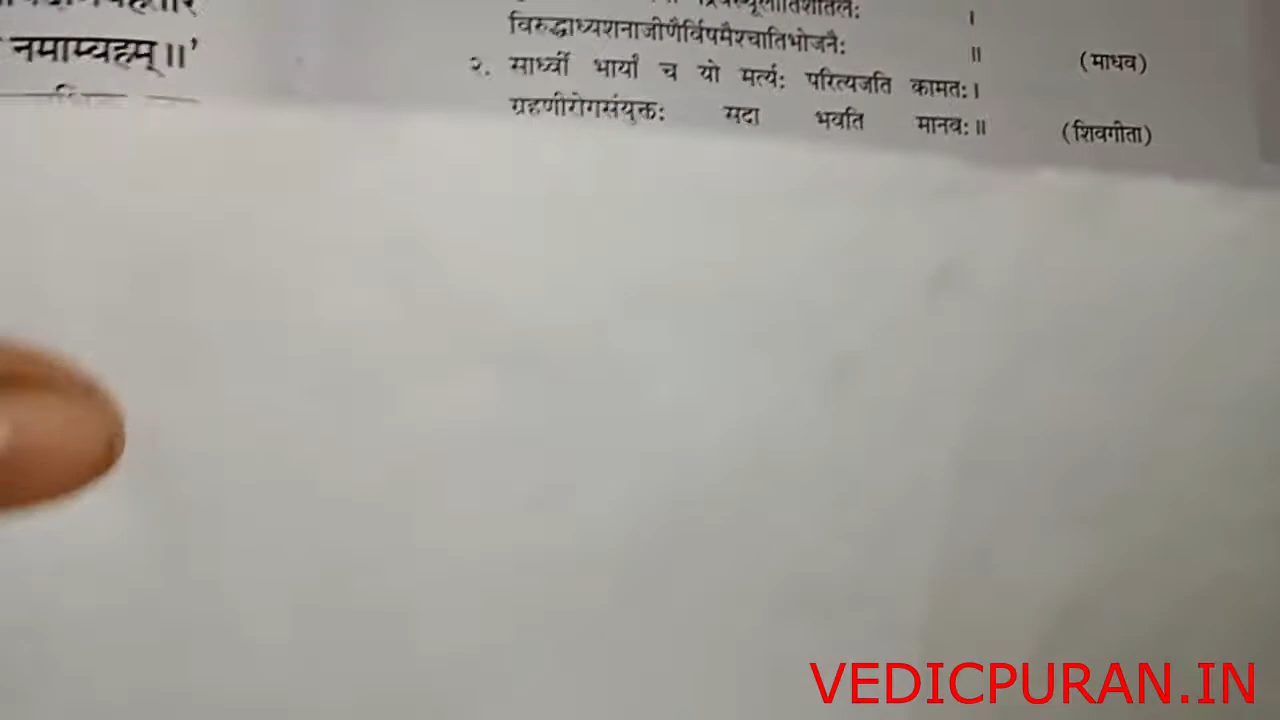 नमाम्यहम् ॥'
विरुद्धाध्यशनाजीर्णैर्विषमैश्चातिभोजनैः ॥ (माधव)
२. साध्वीं भार्यां च यो मर्त्यः परित्यजति कामतः।
ग्रहणीरोगसंयुक्तः सदा भवति मानवः॥ (शिवगीता)
VEDICPURAN.IN